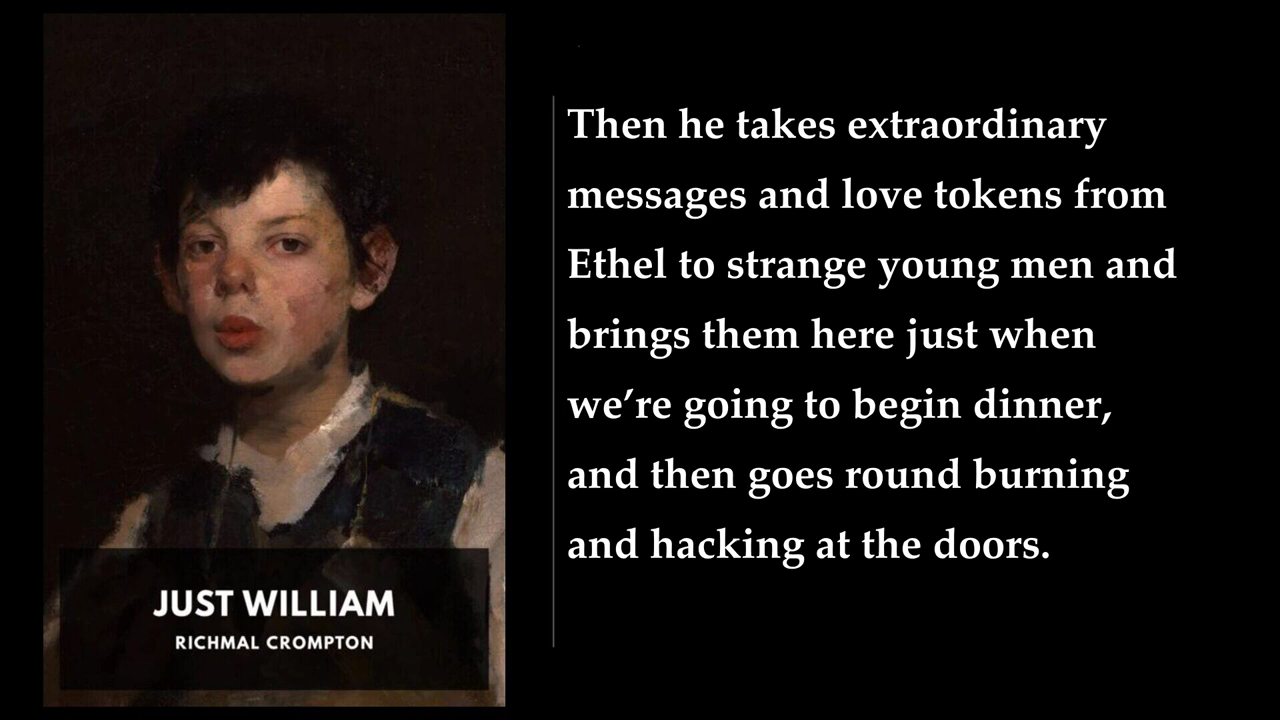 Then he takes extraordinary
messages and love tokens from
Ethel to strange young men and
brings them here just when
we’re going to begin dinner,
and then goes round burning
and hacking at the doors.
JUST WILLIAM
RICHMAL CROMPTON